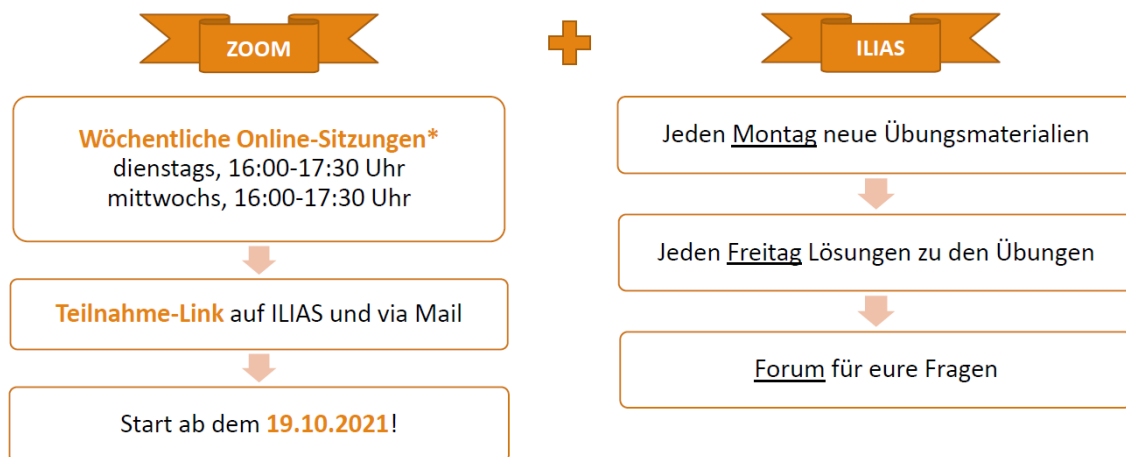 ZOOM
Wöchentliche Online-Sitzungen*
dienstags, 16:00-17:30 Uhr
mittwochs, 16:00-17:30 Uhr
Teilnahme-Link auf ILIAS und via Mail
Start ab dem 19.10.2021!
ILIAS
Jeden Montag neue Übungsmaterialien
Jeden Freitag Lösungen zu den Übungen
Forum für eure Fragen